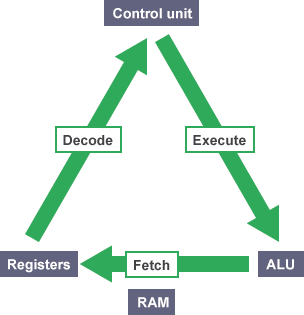 Control unit
Decode
Execute
Registers
Fetch
ALU
RAM